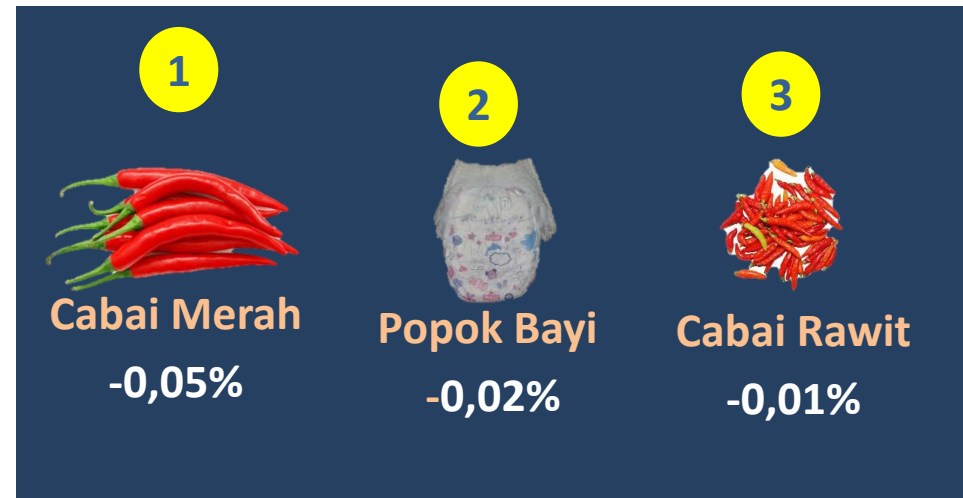 1
Cabai Merah
-0,05%
2
Popok Bayi
-0,02%
3
Cabai Rawit
-0,01%